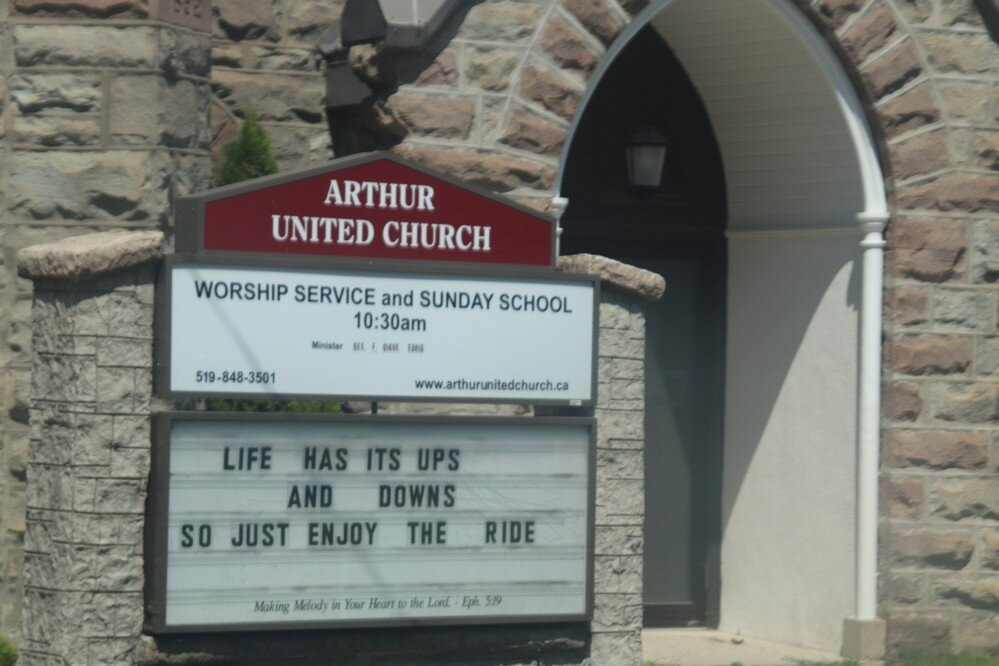 ARTHUR
UNITED CHURCH
WORSHIP SERVICE and SUNDAY SCHOOL
10:30am
Minister REV. F. DIANE
519-848-3501 www.arthurunitedchurch.ca
LIFE HAS ITS UPS
AND DOWNS
SO JUST ENJOY THE RIDE
Making Melody in Your Heart to the Lord. - Eph. 5:19